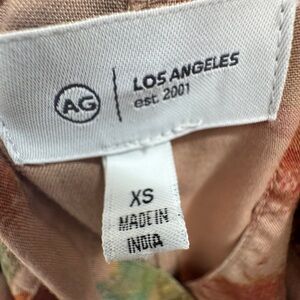 AG
LOS ANGELES
est. 2001
XS
MADE IN
INDIA